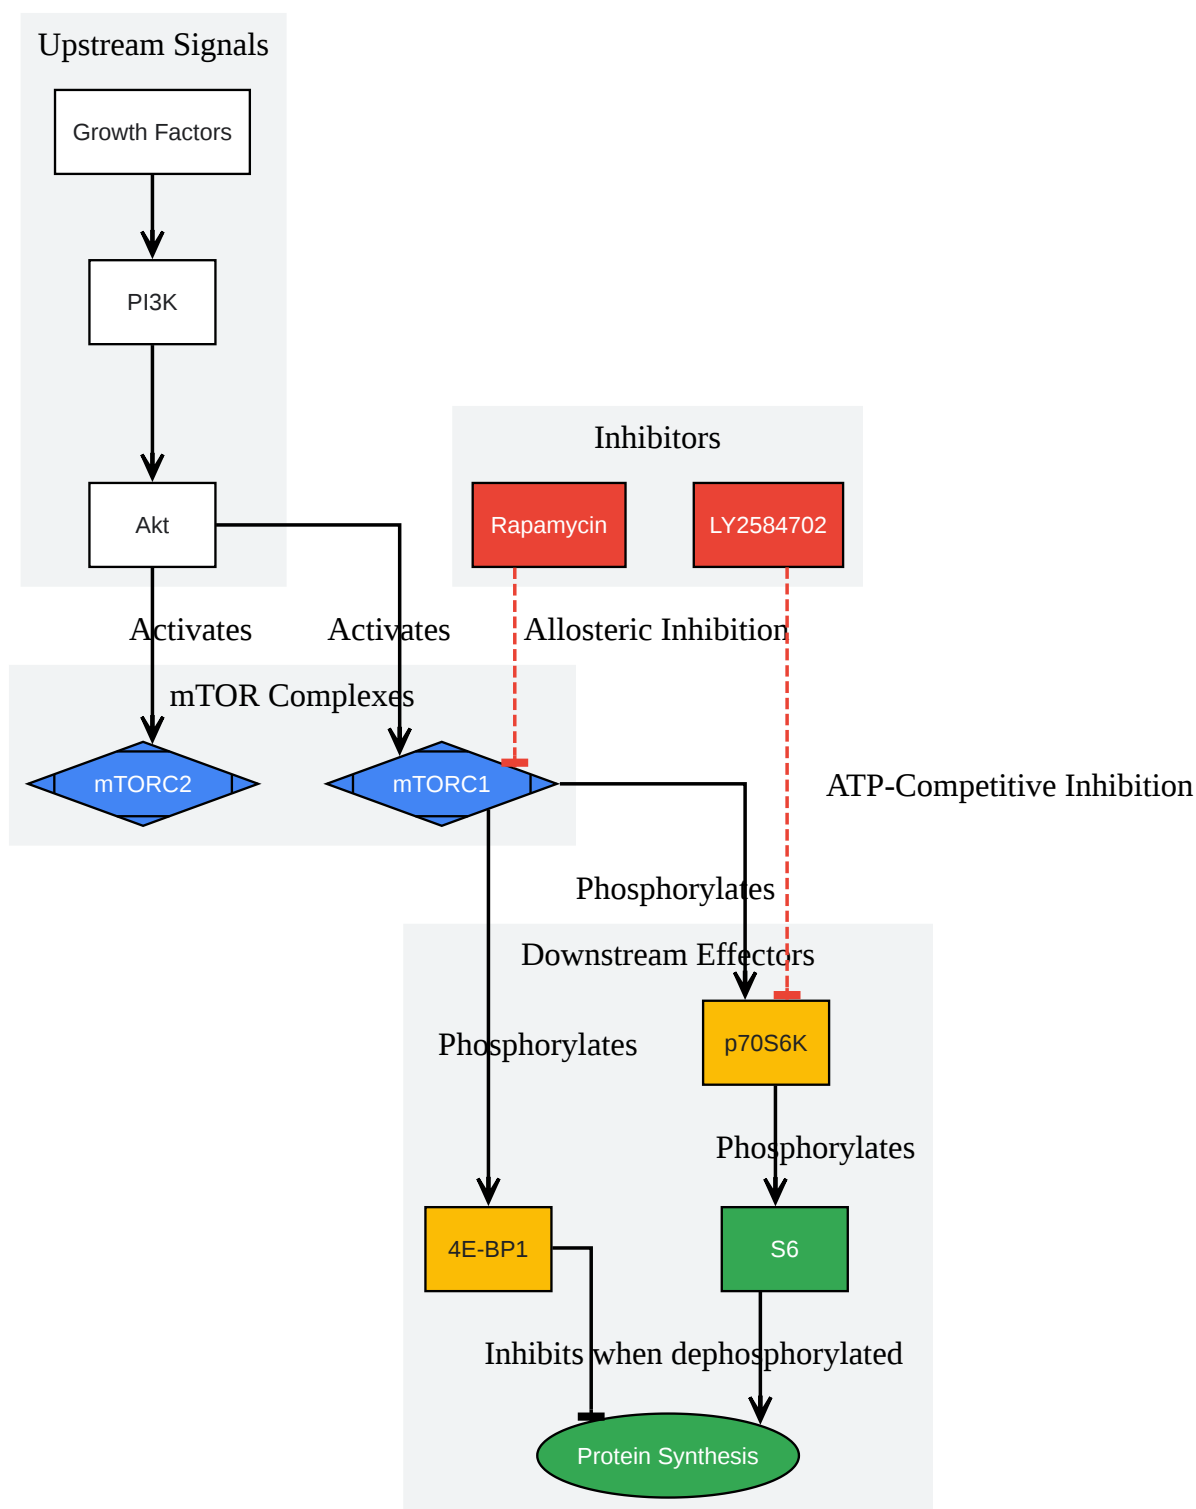 Upstream Signals
Growth Factors
PI3K
Inhibitors
Akt
Rapamycin
LY2584702
Activates
Activates
Allosteric Inhibition
mTOR Complexes
mTORC2
mTORC1
ATP-Competitive Inhibition
Phosphorylates
Downstream Effectors
Phosphorylates
p70S6K
Phosphorylates
4E-BP1
S6
Inhibits when dephosphorylated
Protein Synthesis